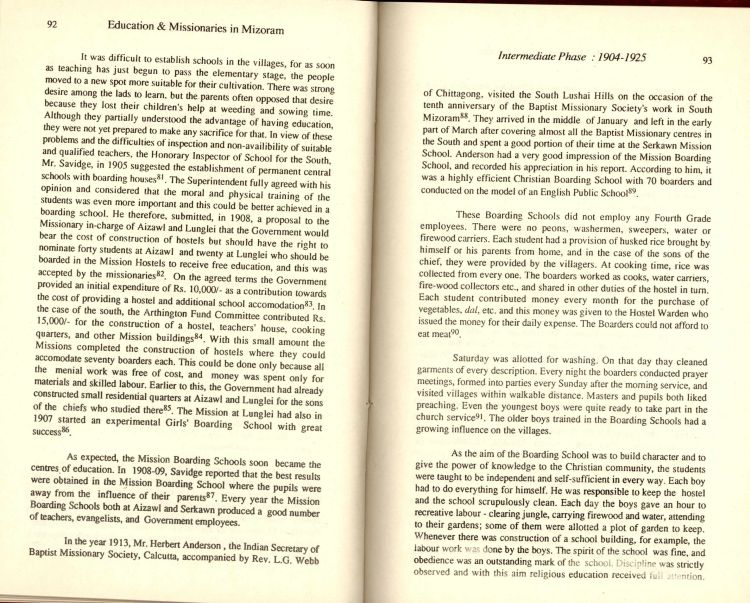 92 Education & Missionaries in Mizoram
It was difficult to establish schools in the villages, for as soon
as teaching has just begun to pass the elementary stage, the people
moved to a new spot more suitable for their cultivation. There was strong
desire among the lads to learn, but the parents often opposed that desire
because they lost their children's help at weeding and sowing time.
Although they partially understood the advantage of having education,
they were not yet prepared to make any sacrifice for that. In view of these
problems and the difficulties of inspection and non-availibility of suitable
and qualified teachers, the Honorary Inspector of School for the South,
Mr. Savidge, in 1905 suggested the establishment of permanent central
schools with boarding houses81. The Superintendent fully agreed with his
opinion and considered that the moral and physical training of the
students was even more important and this could be better achieved in a
boarding school. He therefore, submitted, in 1908, a proposal to the
Missionary in-charge of Aizawl and Lunglei that the Government would
bear the cost of construction of hostels but should have the right to
nominate forty students at Aizawl and twenty at Lunglei who should be
boarded in the Mission Hostels to receive free education, and this was
accepted by the missionaries82. On the agreed terms the Government
provided an initial expenditure of Rs. 10,000/- as a contribution towards
the cost of providing a hostel and additional school accomodation83. In
the case of the south, the Arthington Fund Committee contributed Rs.
15,000/- for the construction of a hostel, teachers' house, cooking
quarters, and other Mission buildings84. With this small amount the
Missions completed the construction of hostels where they could
accomodate seventy boarders each. This could be done only because all
the menial work was free of cost, and money was spent only for
materials and skilled labour. Earlier to this, the Government had already
constructed small residential quarters at Aizawl and Lunglei for the sons
of the chiefs who studied there85. The Mission at Lunglei had also in
1907 started an experimental Girls' Boarding School with great
success86.
As expected, the Mission Boarding Schools soon became the
centres of education. In 1908-09, Savidge reported that the best results
were obtained in the Mission Boarding School where the pupils were
away from the influence of their parents87. Every year the Mission
Boarding Schools both at Aizawl and Serkawn produced a good number
of teachers, evangelists, and Government employees.
In the year 1913, Mr. Herbert Anderson , the Indian Secretary of
Baptist Missionary Society, Calcutta, accompanied by Rev. L.G. Webb
Intermediate Phase : 1904-1925 93
of Chittagong, visited the South Lushai Hills on the occasion of the
tenth anniversary of the Baptist Missionary Society's work in South
Mizoram88. They arrived in the middle of January and left in the early
part of March after covering almost all the Baptist Missionary centres in
the South and spent a good portion of their time at the Serkawn Mission
School. Anderson had a very good impression of the Mission Boarding
School, and recorded his appreciation in his report. According to him, it
was a highly efficient Christian Boarding School with 70 boarders and
conducted on the model of an English Public School89.
These Boarding Schools did not employ any Fourth Grade
employees. There were no peons, washermen, sweepers, water or
firewood carriers. Each student had a provision of husked rice brought by
himself or his parents from home, and in the case of the sons of the
chief, they were provided by the villagers. At cooking time, rice was
collected from every one. The boarders worked as cooks, water carriers,
fire-wood collectors etc., and shared in other duties of the hostel in turn.
Each student contributed money every month for the purchase of
vegetables, dal, etc. and this money was given to the Hostel Warden who
issued the money for their daily expense. The Boarders could not afford to
eat meat90.
Saturday was allotted for washing. On that day thay cleaned
garments of every description. Every night the boarders conducted prayer
meetings, formed into parties every Sunday after the morning service, and
visited villages within walkable distance. Masters and pupils both liked
preaching. Even the youngest boys were quite ready to take part in the
church service91. The older boys trained in the Boarding Schools had a
growing influence on the villages.
As the aim of the Boarding School was to build character and to
give the power of knowledge to the Christian community, the students
were taught to be independent and self-sufficient in every way. Each boy
had to do everything for himself. He was responsible to keep the hostel
and the school scrupulously clean. Each day the boys gave an hour to
recreative labour - clearing jungle, carrying firewood and water, attending
to their gardens; some of them were allotted a plot of garden to keep.
Whenever there was construction of a school building, for example, the
labour work was done by the boys. The spirit of the school was fine, and
obedience was an outstanding mark of the school. Discipline was strictly
observed and with this aim religious education received full attention.